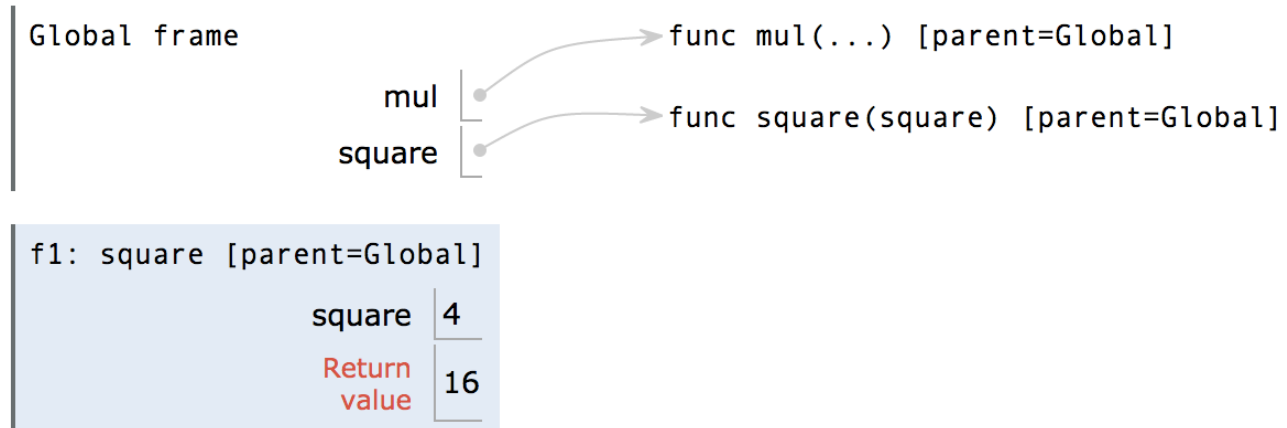 Global frame
func mul(...) [parent=Global]
mul
func square(square) [parent=Global]
square
f1: square [parent=Global]
square 4
Return
value 16